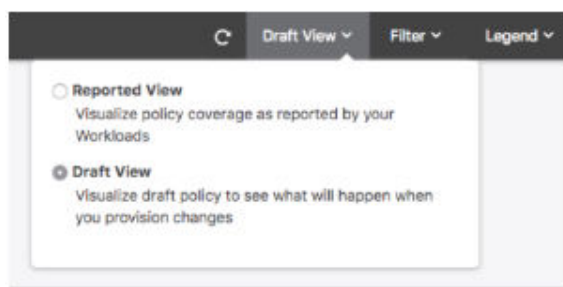 Draft View Filter Legend
Reported View
Visualize policy coverage as reported by your
Workloads
Draft View
Visualize draft policy to see what will happen when
you provision changes